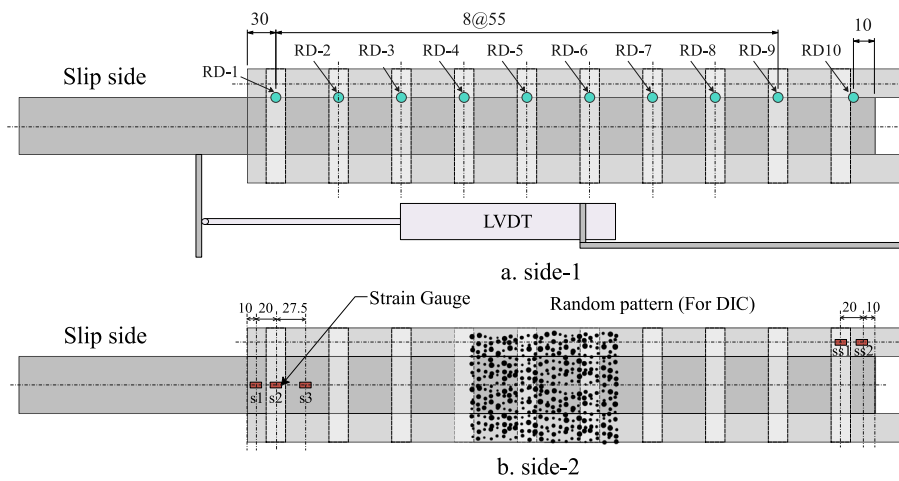 30
8@55
10
Slip side
RD-1
RD-2
RD-3
RD-4
RD-5
RD-6
RD-7
RD-8
RD-9
RD10
LVDT
a. side-1
10
20
27.5
Strain Gauge
Random pattern (For DIC)
20
10
Slip side
s1
s2
s3
ss1
ss2
b. side-2